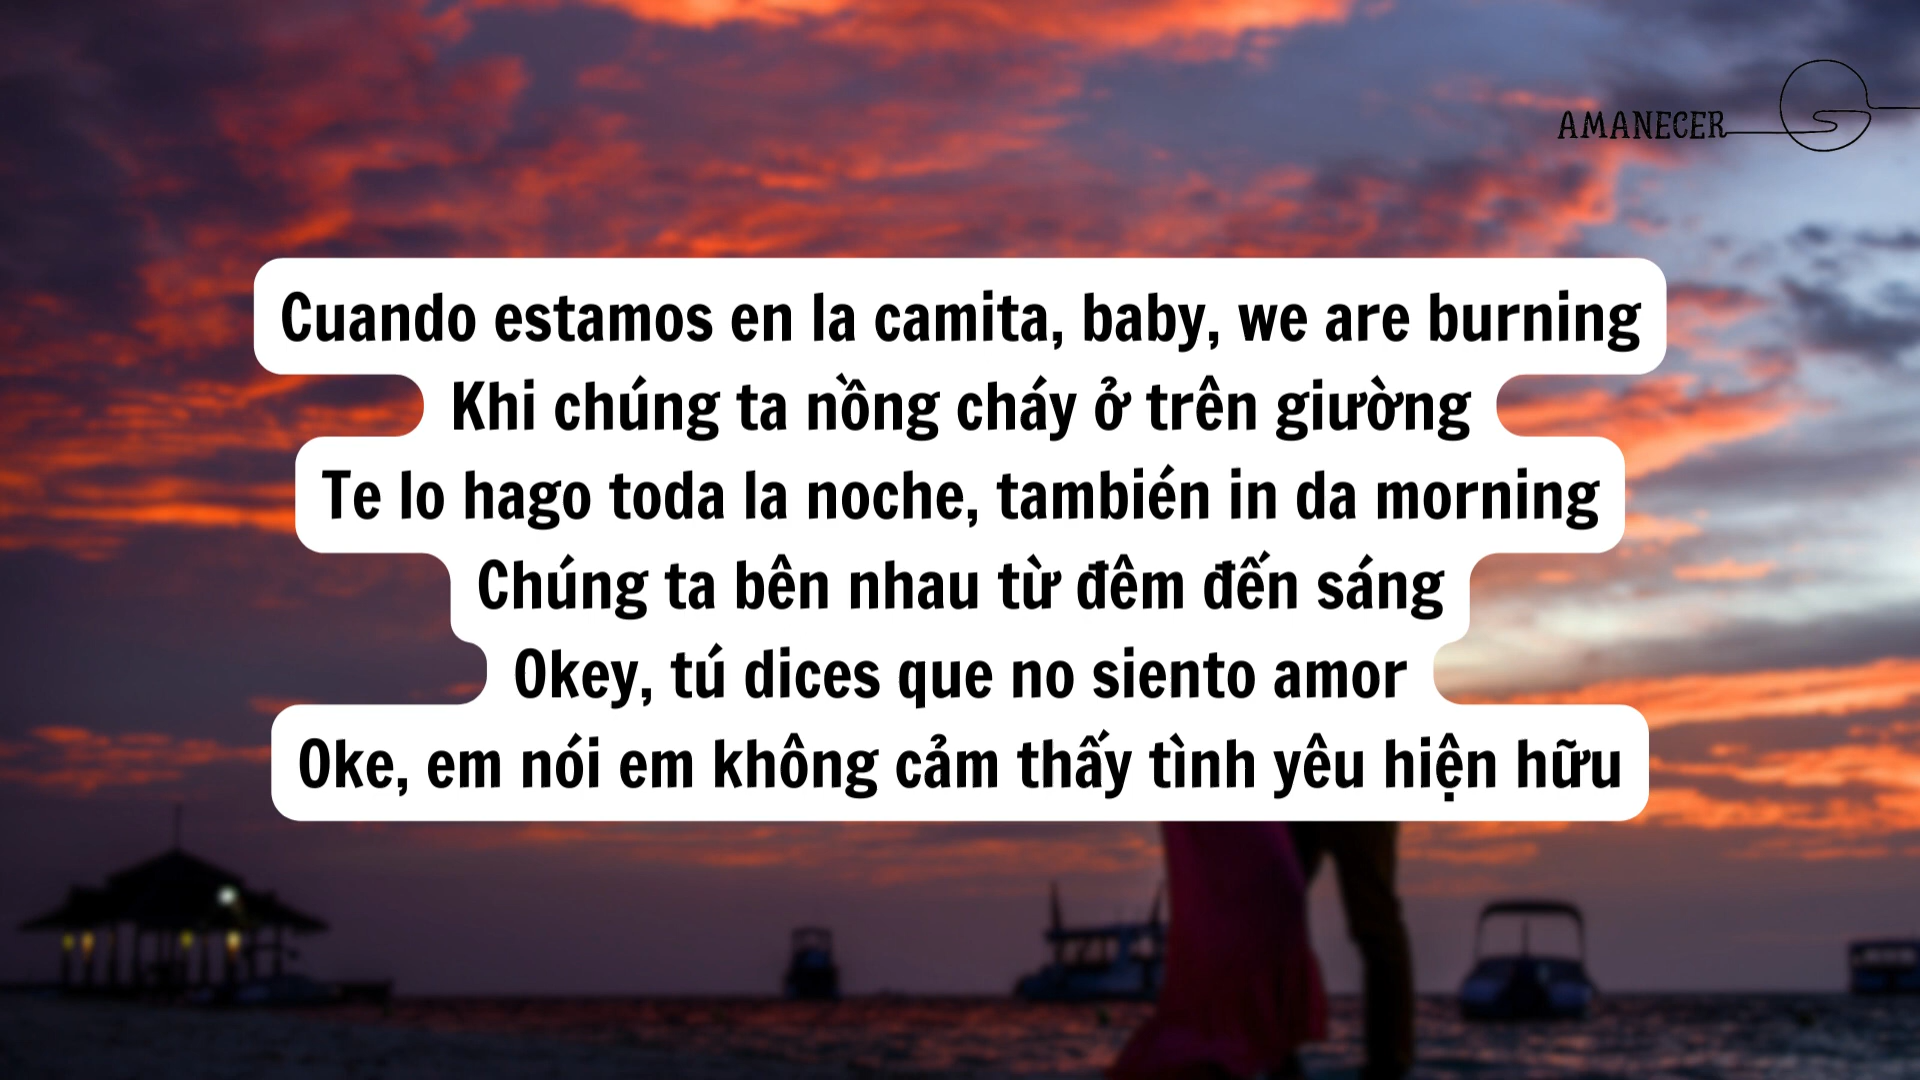 AMANECER
Cuando estamos en la camita, baby, we are burning
Khi chúng ta nồng cháy ở trên giường
Te lo hago toda la noche, también in da morning
Chúng ta bên nhau từ đêm đến sáng
Okey, tú dices que no siento amor
Oke, em nói em không cảm thấy tình yêu hiện hữu